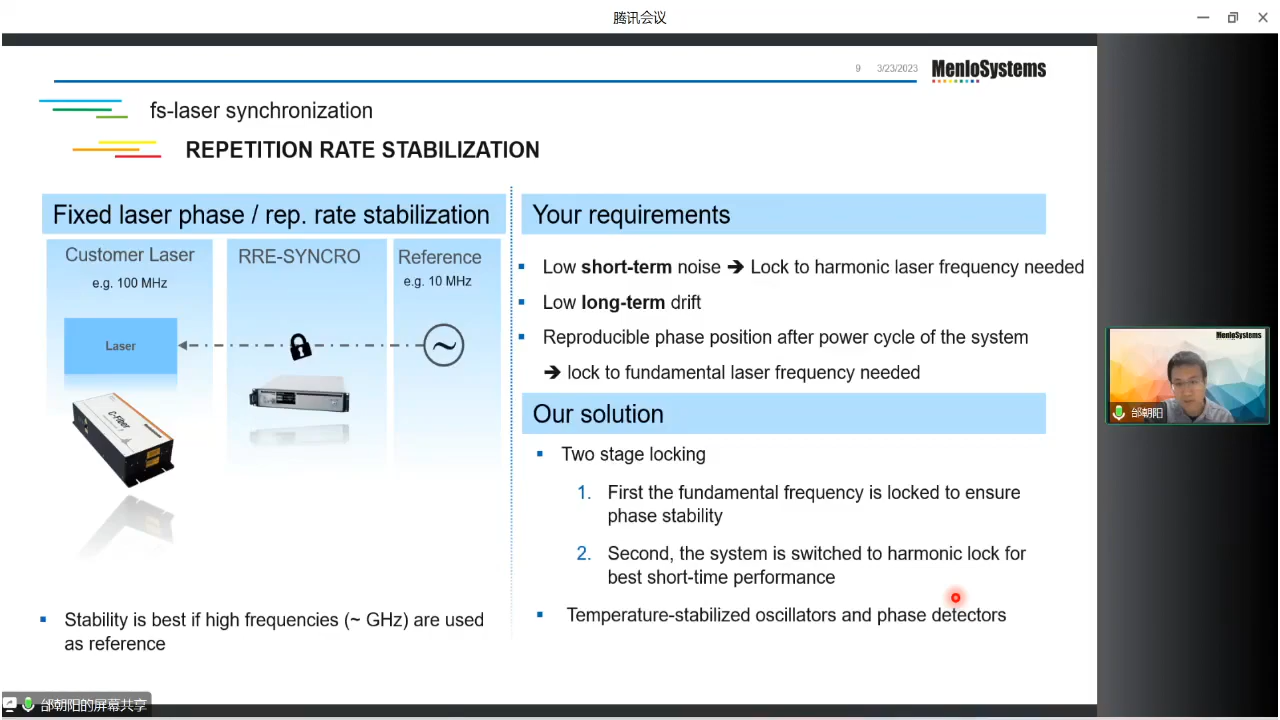 腾讯会议
9 3/23/2023 MenloSystems
fs-laser synchronization
REPETITION RATE STABILIZATION
Fixed laser phase / rep. rate stabilization
Customer Laser
e.g. 100 MHz
RRE-SYNCRO
Reference
e.g. 10 MHz
Laser
C-Fiber
Stability is best if high frequencies (~ GHz) are used
as reference
Your requirements
Low short-term noise ➔ Lock to harmonic laser frequency needed
Low long-term drift
Reproducible phase position after power cycle of the system
➔ lock to fundamental laser frequency needed
Our solution
Two stage locking
1. First the fundamental frequency is locked to ensure
phase stability
2. Second, the system is switched to harmonic lock for
best short-time performance
Temperature-stabilized oscillators and phase detectors
MenloSystems
邰朝阳
邰朝阳的屏幕共享